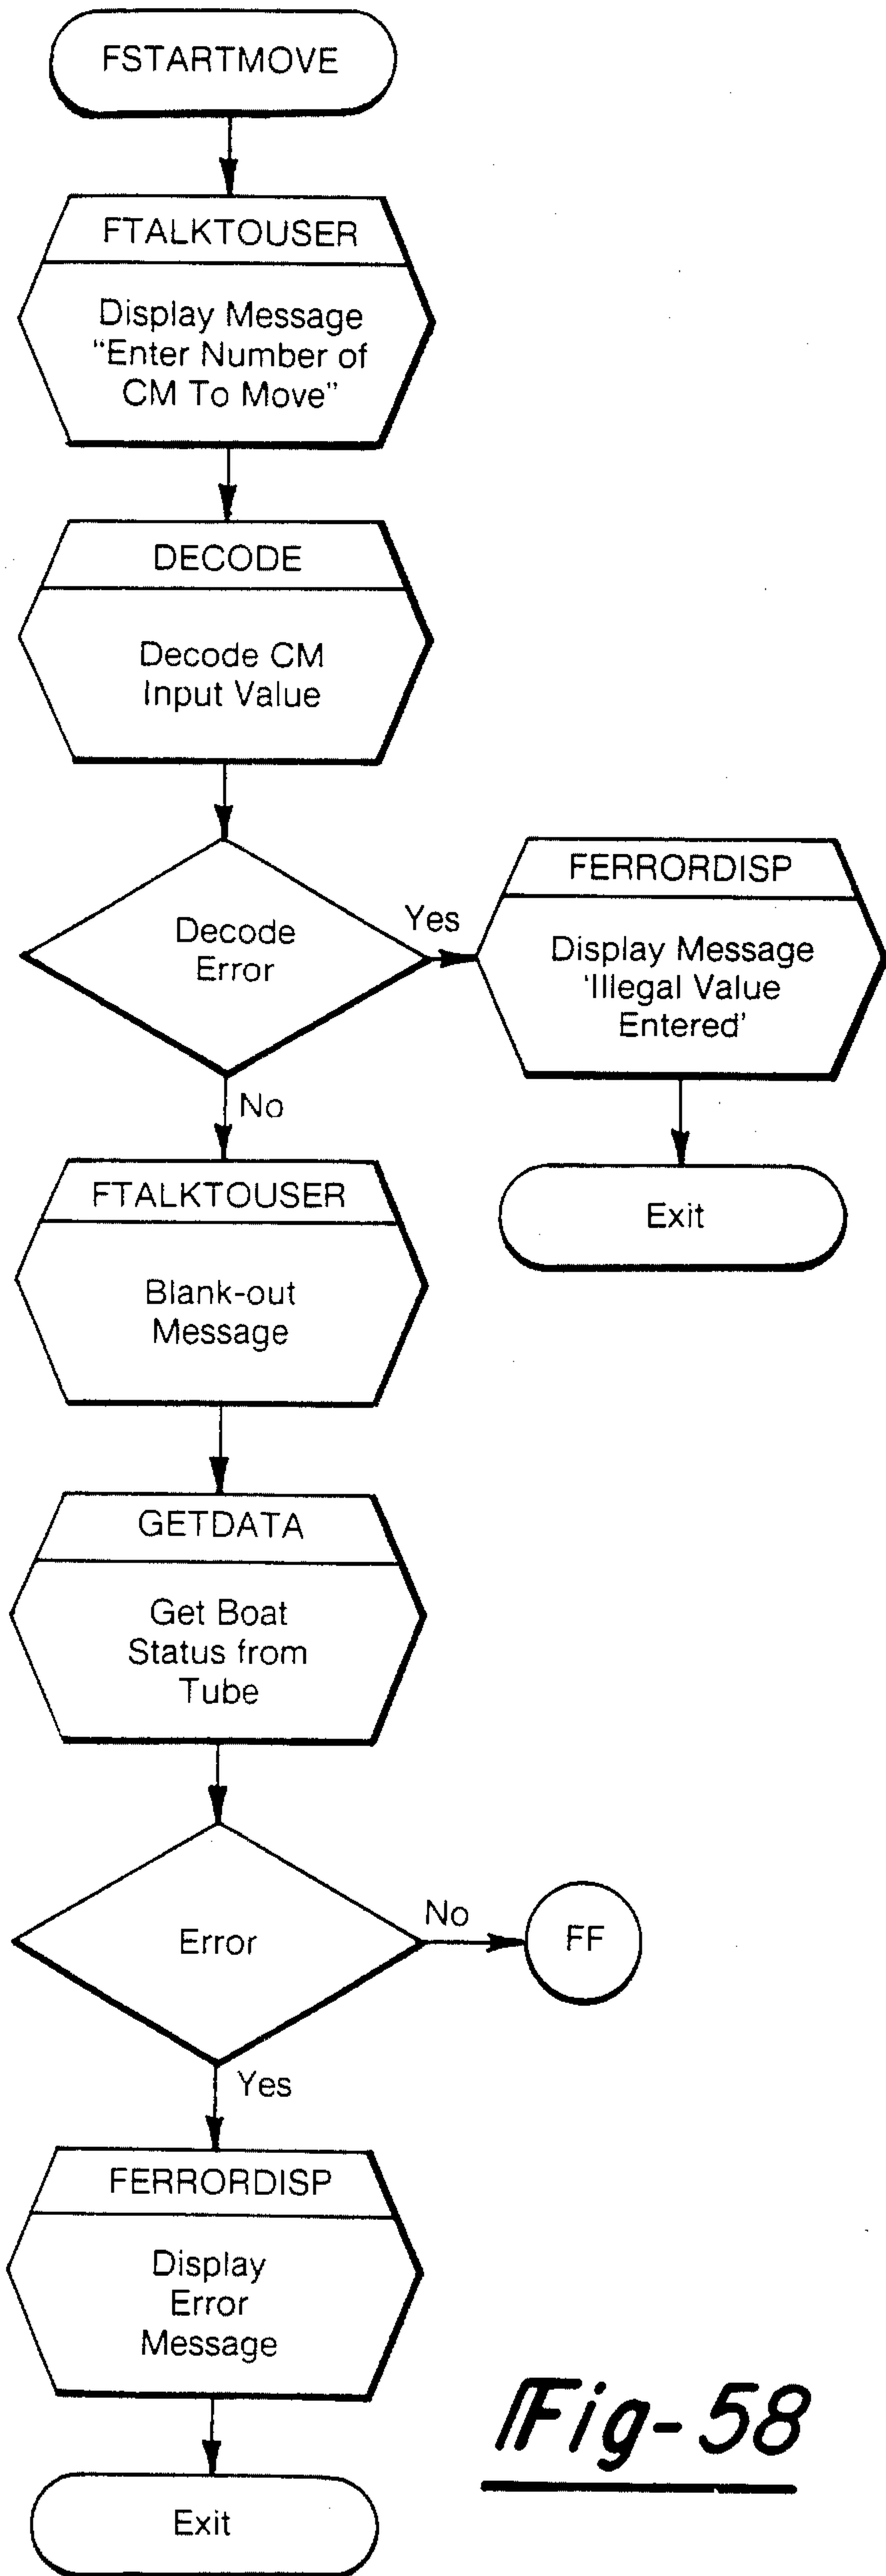 FSTARTMOVE
FTALKTOUSER
Display Message
"Enter Number of
CM To Move"
DECODE
Decode CM
Input Value
Decode
Error
Yes
FERRORDISP
Display Message
'Illegal Value
Entered'
Exit
No
FTALKTOUSER
Blank-out
Message
GETDATA
Get Boat
Status from
Tube
Error
No
FF
Yes
FERRORDISP
Display
Error
Message
Exit
Fig-58